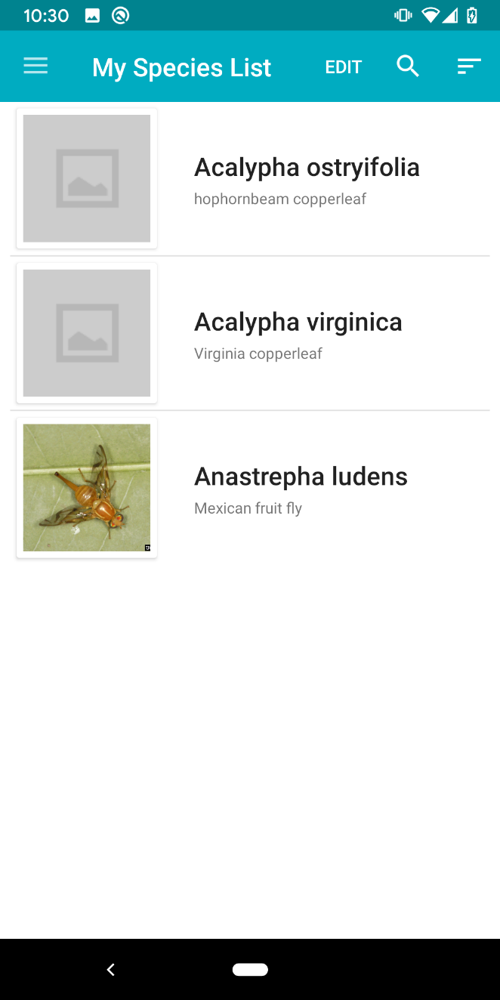 10:30
My Species List EDIT
Acalypha ostryifolia
hophornbeam copperleaf
Acalypha virginica
Virginia copperleaf
Anastrepha ludens
Mexican fruit fly